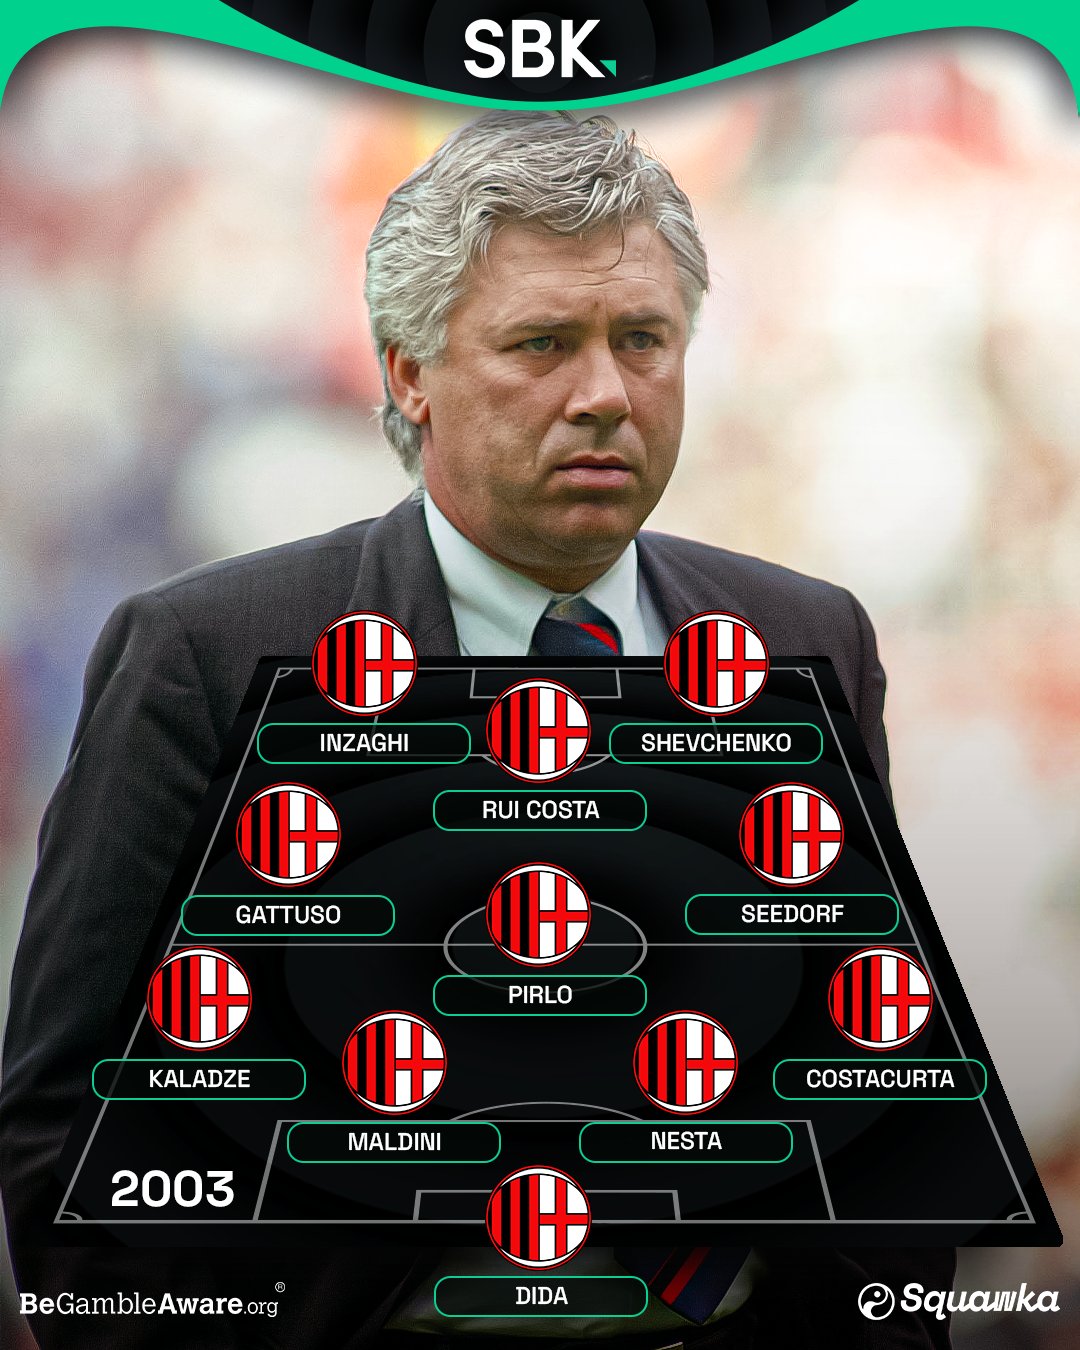 SBK.
INZAGHI
SHEVCHENKO
RUI COSTA
GATTUSO
SEEDORF
PIRLO
KALADZE
COSTACURTA
MALDINI
NESTA
2003
DIDA
BeGambleAware.org®
Squawka